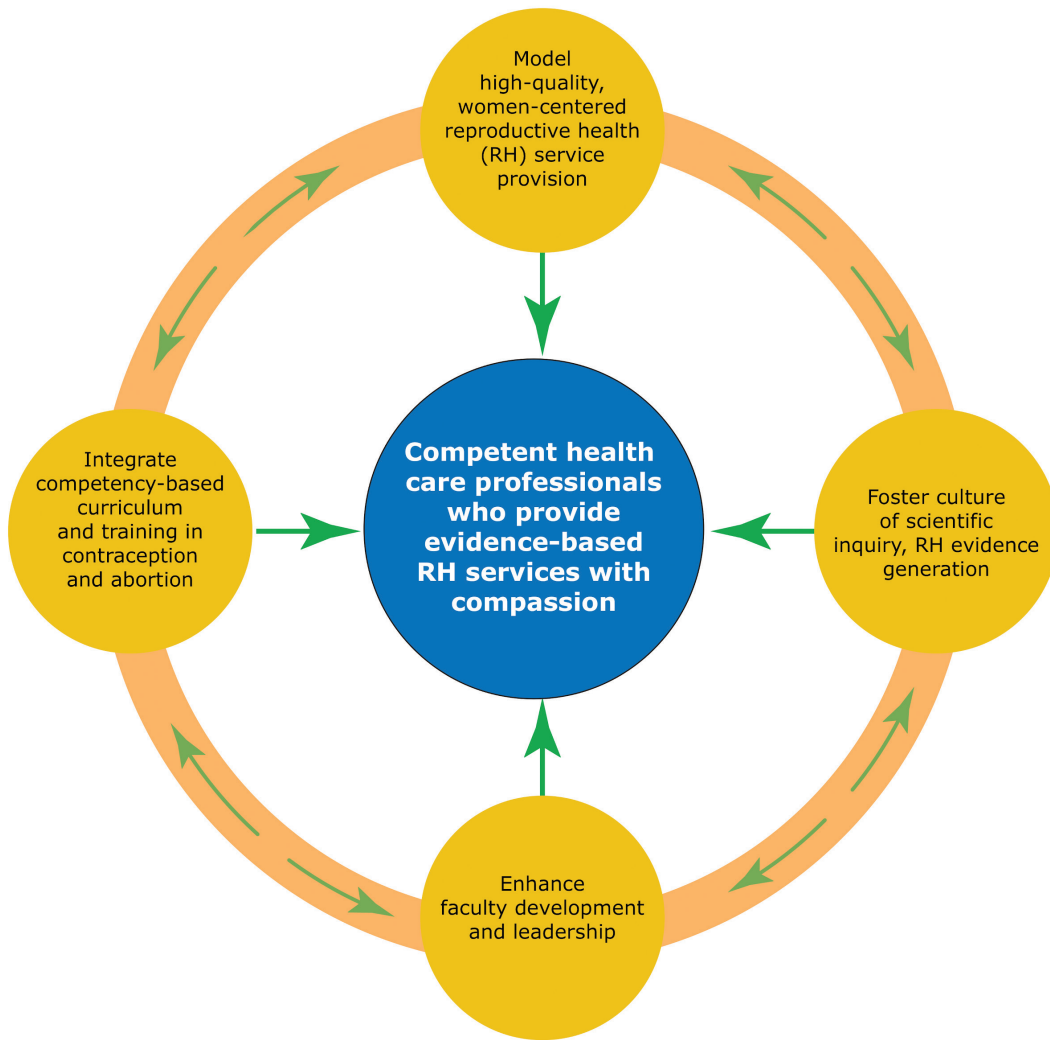 Model
high-quality,
women-centered
reproductive health
(RH) service
provision
Integrate
competency-based
curriculum
and training in
contraception
and abortion
Competent health
care professionals
who provide
evidence-based
RH services with
compassion
Foster culture
of scientific
inquiry, RH evidence
generation
Enhance
faculty development
and leadership